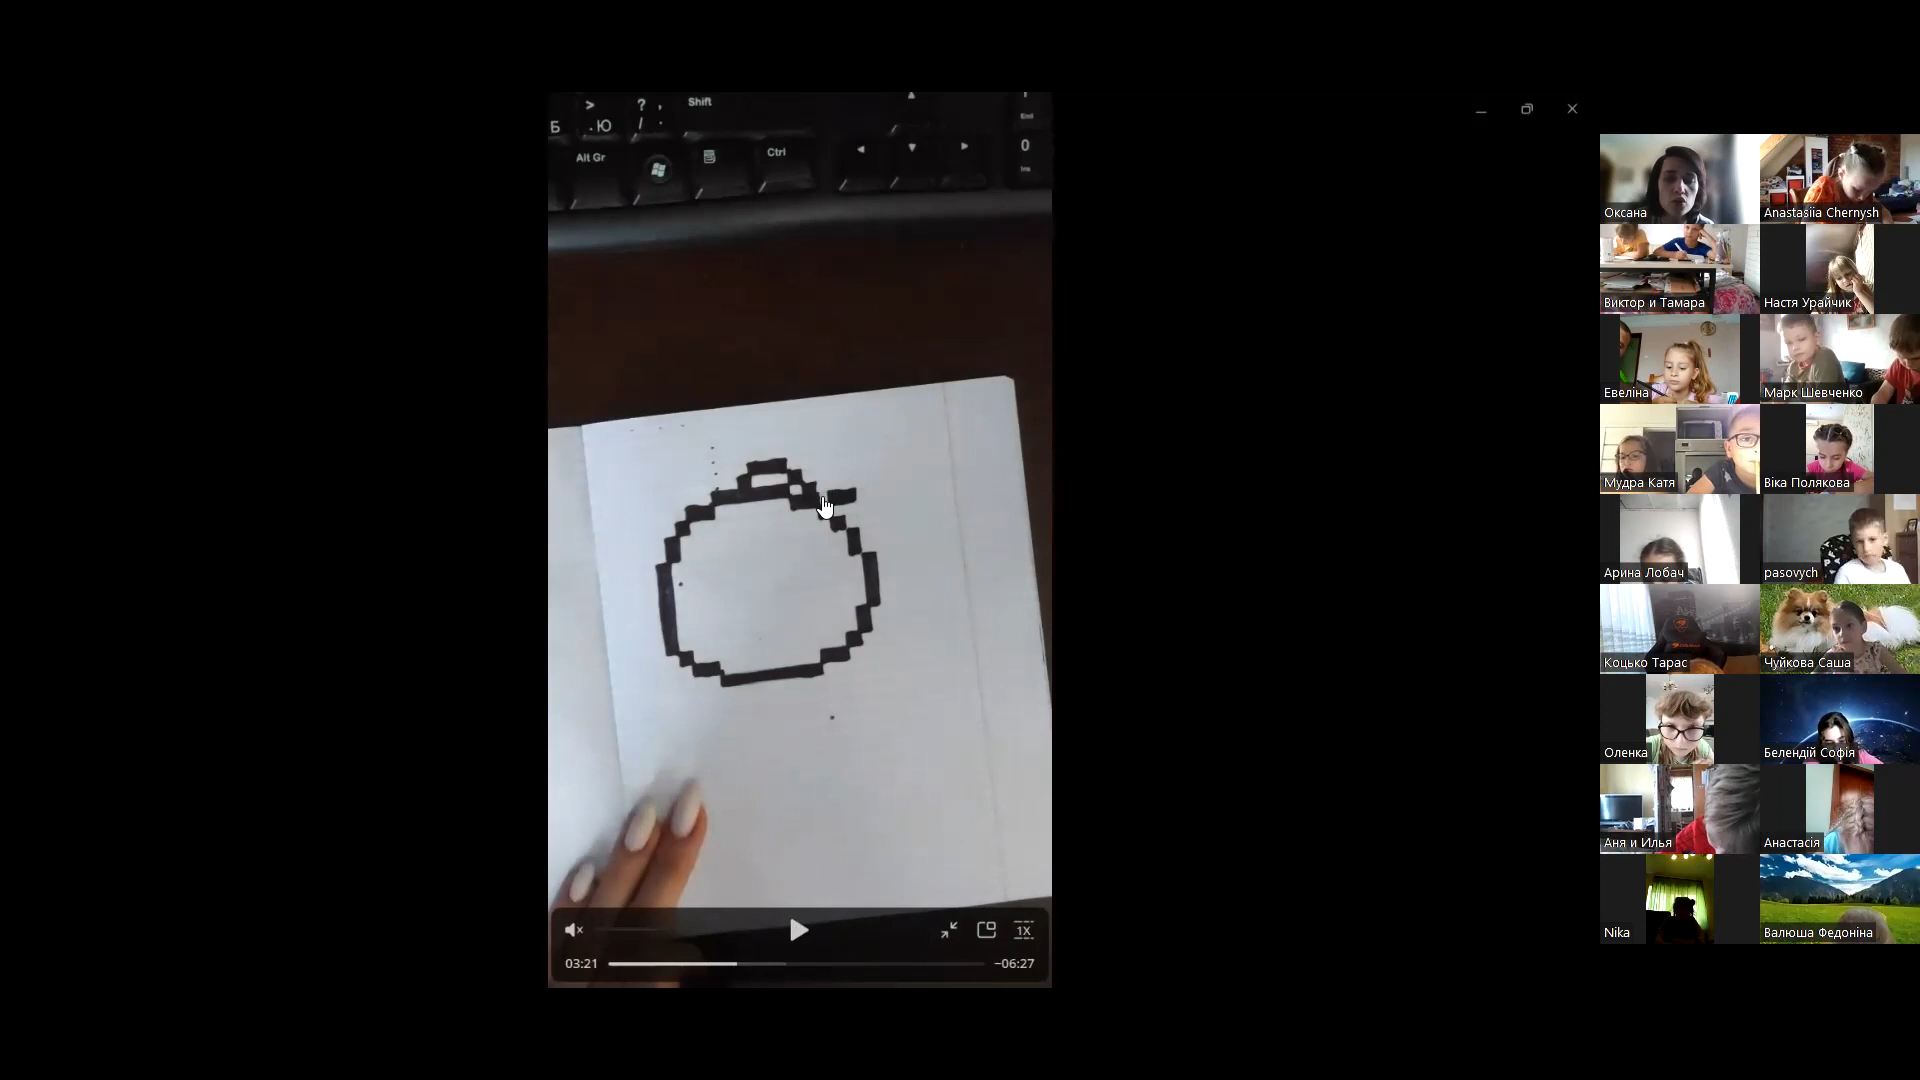 > ? , Shift
Б .Ю / . End
Alt Gr Ctrl 0
Ins
Оксана
Anastasiia Chernysh
Виктор и Тамара
Настя Урайчик
Евеліна
Марк Шевченко
Мудра Катя
Віка Полякова
Арина Лобач
pasovych
Коцько Тарас
Чуйкова Саша
Оленка
Белендій Софія
Аня и Илья
Анастасія
Nika
Валюша Федоніна
1X
03:21
−06:27